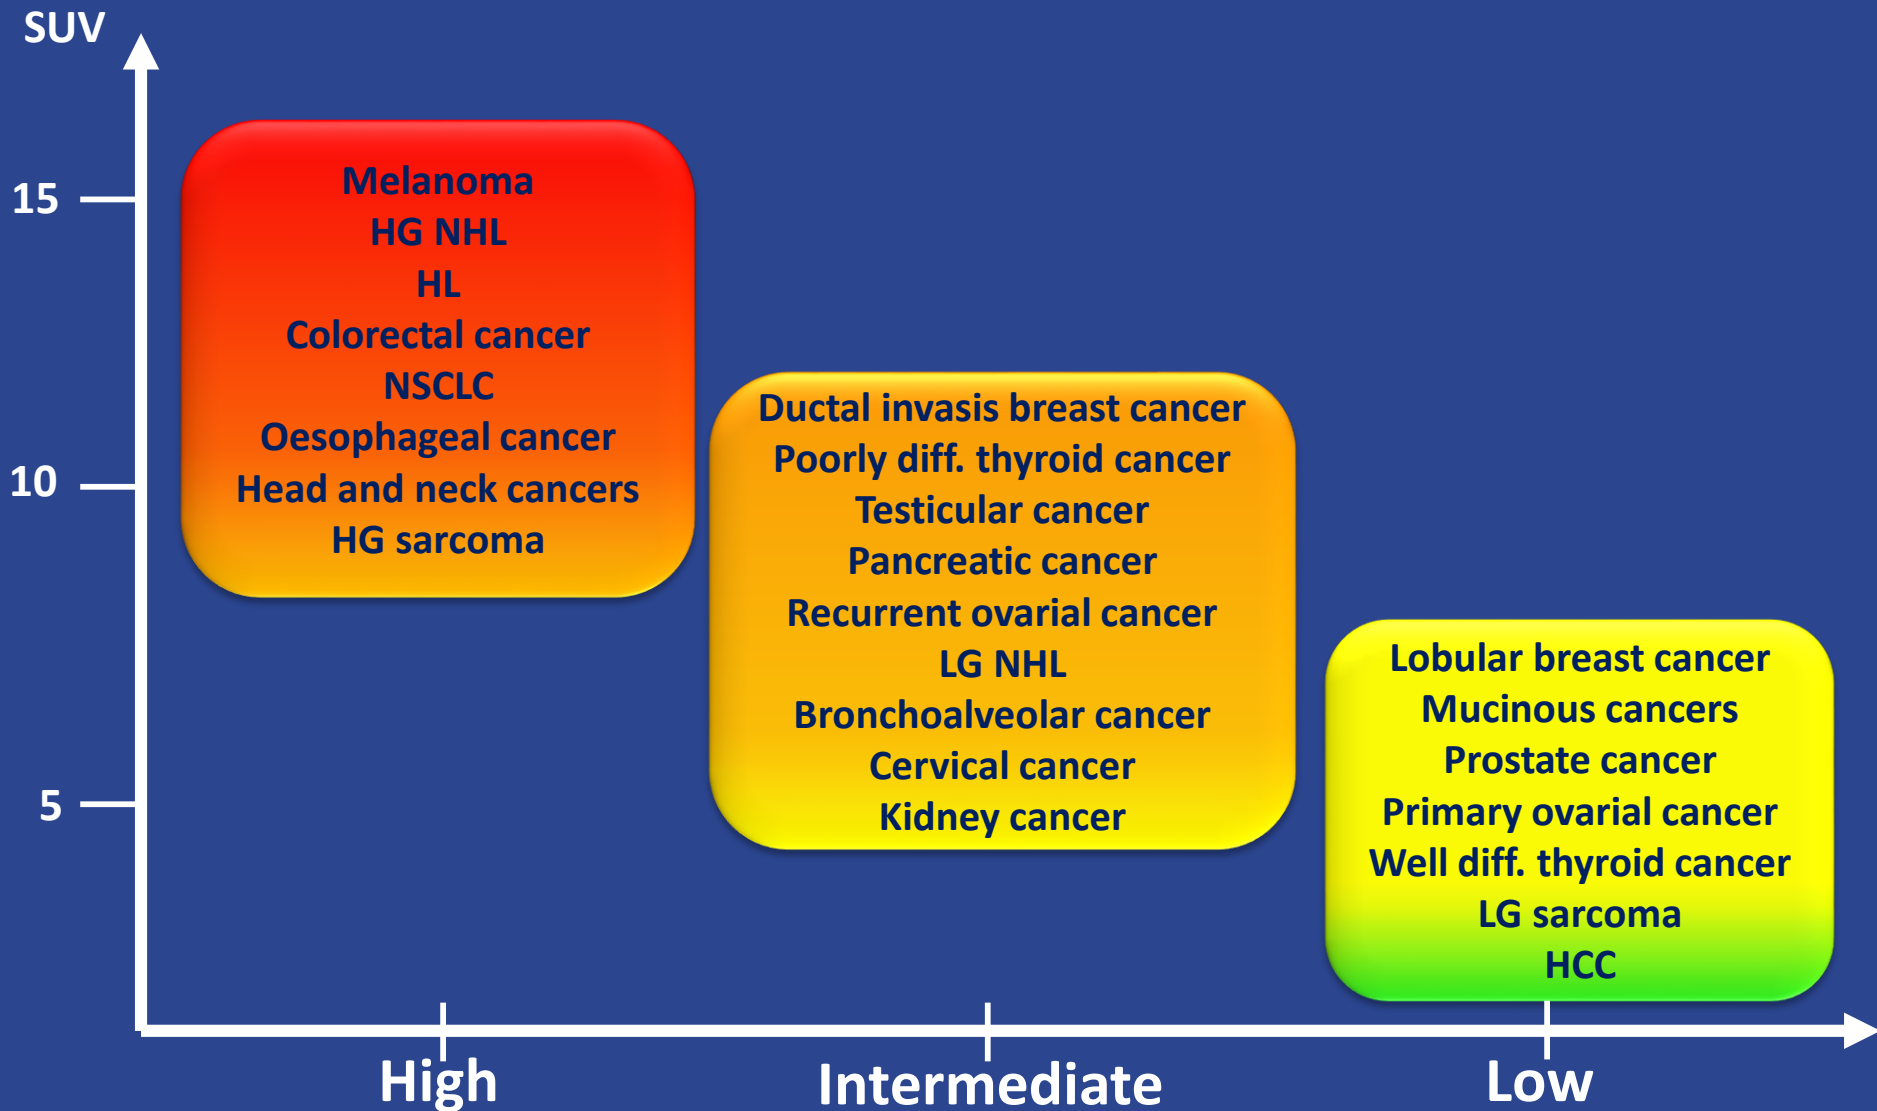 SUV
15
10
5
Melanoma
HG NHL
HL
Colorectal cancer
NSCLC
Oesophageal cancer
Head and neck cancers
HG sarcoma
Ductal invasis breast cancer
Poorly diff. thyroid cancer
Testicular cancer
Pancreatic cancer
Recurrent ovarial cancer
LG NHL
Bronchoalveolar cancer
Cervical cancer
Kidney cancer
Lobular breast cancer
Mucinous cancers
Prostate cancer
Primary ovarial cancer
Well diff. thyroid cancer
LG sarcoma
HCC
High
Intermediate
Low